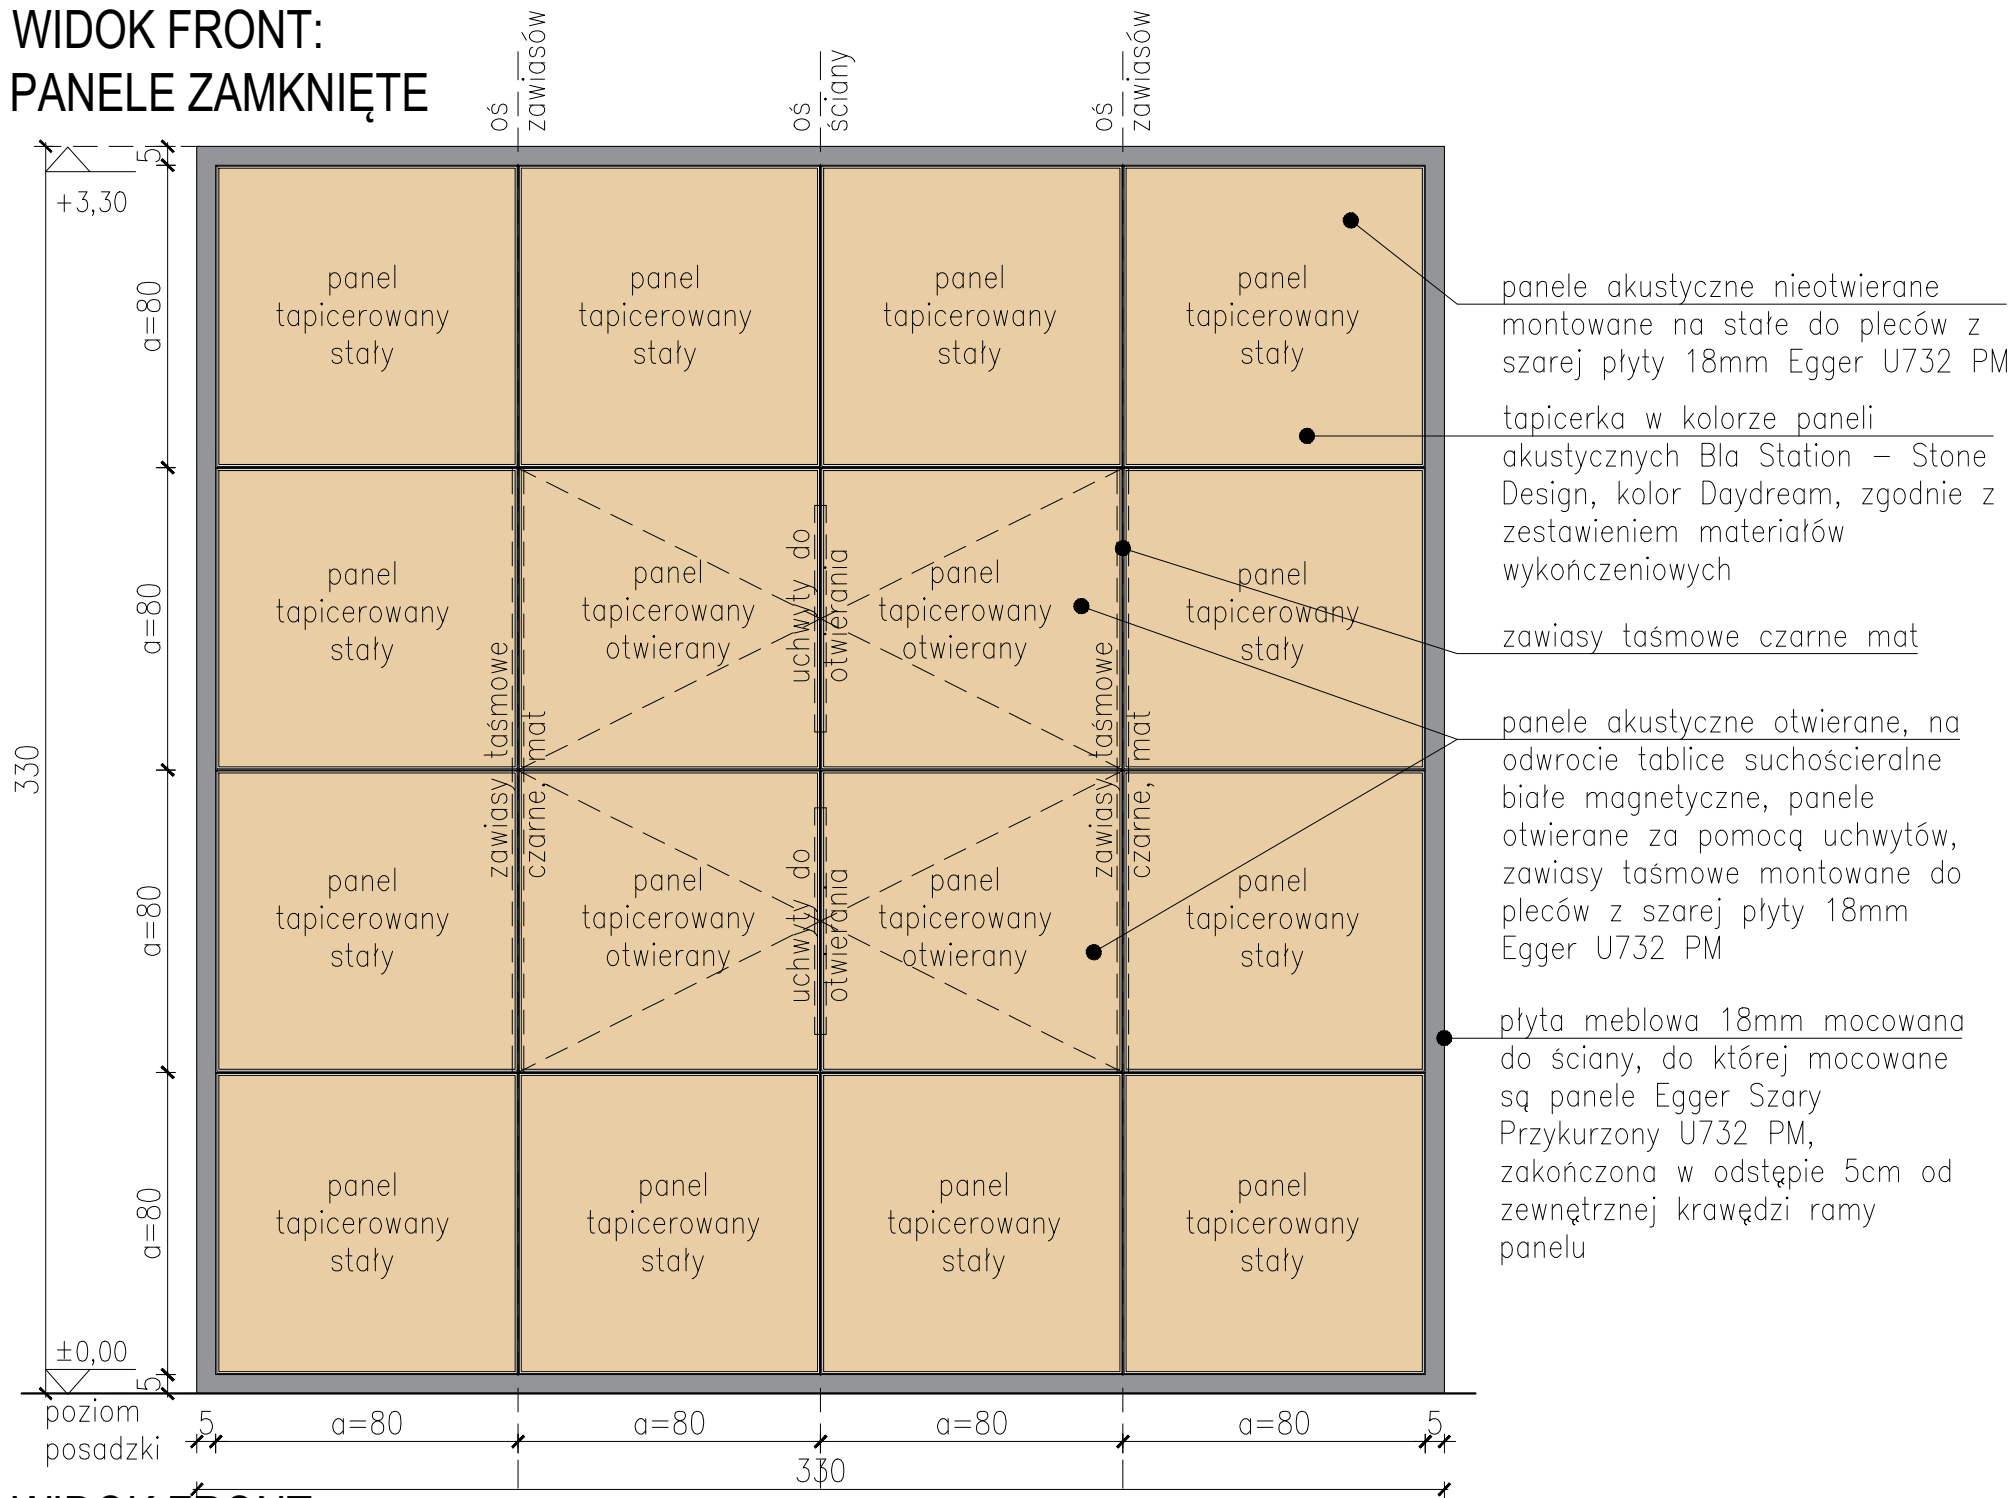 WIDOK FRONT:
PANELE ZAMKNIĘTE
oś
zawiasów
oś
ściany
oś
zawiasów
5
+3,30
a=80
a=80
a=80
a=80
330
±0,00
5
poziom
posadzki
panel
tapicerowany
stały
panel
tapicerowany
stały
panel
tapicerowany
stały
panel
tapicerowany
stały
panel
tapicerowany
stały
panel
tapicerowany
otwierany
panel
tapicerowany
otwierany
panel
tapicerowany
stały
uchwyty do
otwierania
zawiasy taśmowe
czarne, mat
zawiasy taśmowe
czarne, mat
panel
tapicerowany
stały
panel
tapicerowany
otwierany
panel
tapicerowany
otwierany
panel
tapicerowany
stały
uchwyty do
otwierania
panel
tapicerowany
stały
panel
tapicerowany
stały
panel
tapicerowany
stały
panel
tapicerowany
stały
5
a=80
a=80
a=80
a=80
5
330
panele akustyczne nieotwierane
montowane na stałe do pleców z
szarej płyty 18mm Egger U732 PM
tapicerka w kolorze paneli
akustycznych Bla Station – Stone
Design, kolor Daydream, zgodnie z
zestawieniem materiałów
wykończeniowych
zawiasy taśmowe czarne mat
panele akustyczne otwierane, na
odwrocie tablice suchościeralne
białe magnetyczne, panele
otwierane za pomocą uchwytów,
zawiasy taśmowe montowane do
pleców z szarej płyty 18mm
Egger U732 PM
płyta meblowa 18mm mocowana
do ściany, do której mocowane
są panele Egger Szary
Przykurzony U732 PM,
zakończona w odstępie 5cm od
zewnętrznej krawędzi ramy
panelu
WIDOK FRONT